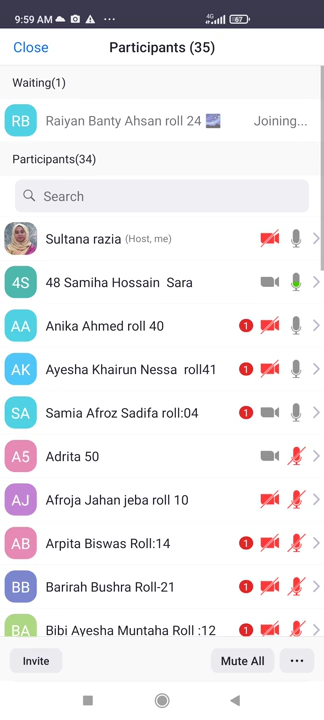 9:59 AM 4G 67
Close Participants (35)
Waiting(1)
RB Raiyan Banty Ahsan roll 24 Joining...
Participants(34)
Search
Sultana razia (Host, me)
4S 48 Samiha Hossain Sara
AA Anika Ahmed roll 40 1
AK Ayesha Khairun Nessa roll41 1
SA Samia Afroz Sadifa roll:04 1
A5 Adrita 50
AJ Afroja Jahan jeba roll 10
AB Arpita Biswas Roll:14 1
BB Barirah Bushra Roll-21 1
BA Bibi Ayesha Muntaha Roll :12 1
Invite Mute All ...